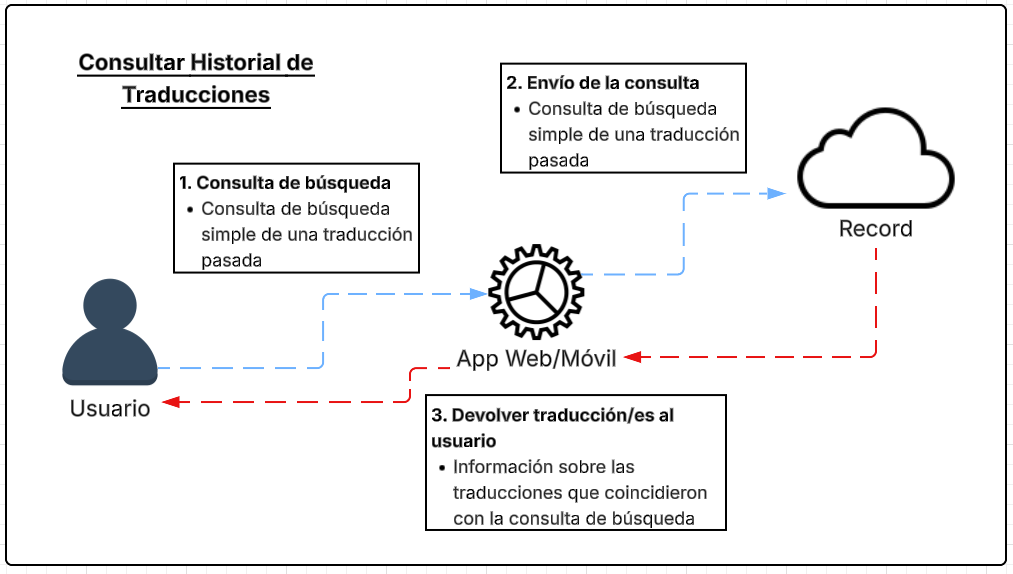 Consultar Historial de
Traducciones
1. Consulta de búsqueda
• Consulta de búsqueda
simple de una traducción
pasada
2. Envío de la consulta
• Consulta de búsqueda
simple de una traducción
pasada
Record
App Web/Móvil
Usuario
3. Devolver traducción/es al
usuario
• Información sobre las
traducciones que coincidieron
con la consulta de búsqueda